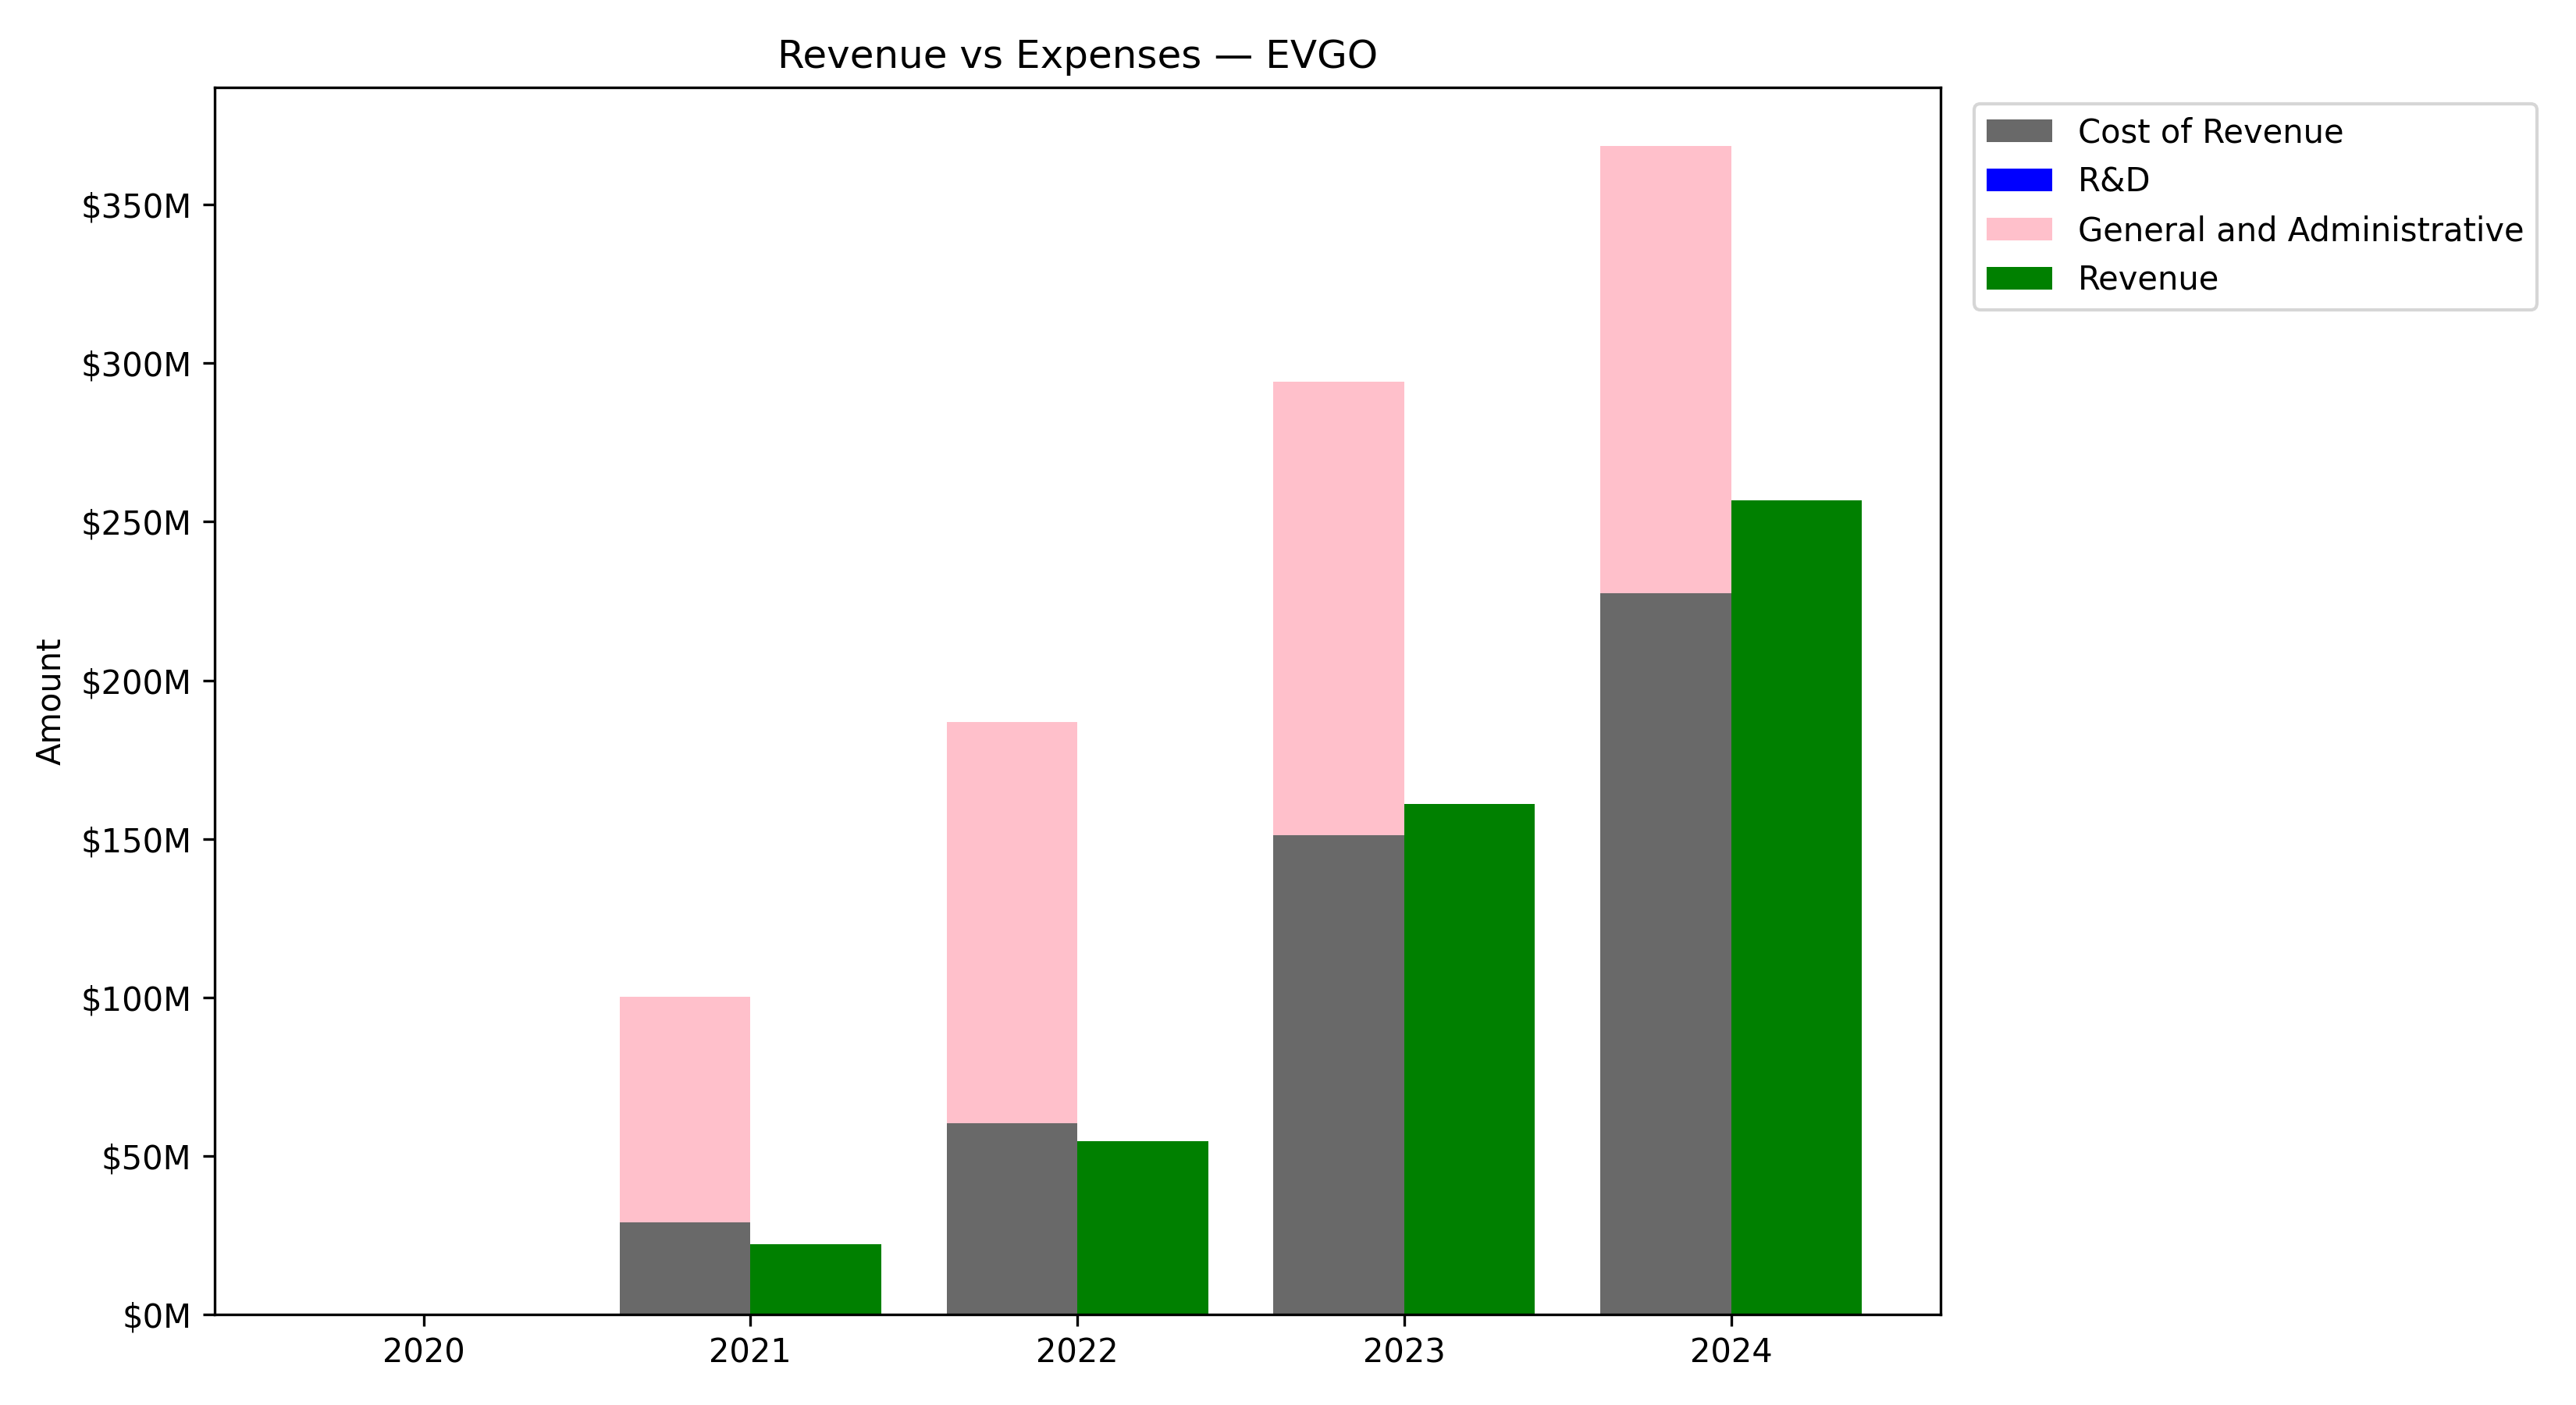 Revenue vs Expenses — EVGO
Cost of Revenue
R&D
General and Administrative
Revenue
Amount
$350M
$300M
$250M
$200M
$150M
$100M
$50M
$0M
2020 2021 2022 2023 2024